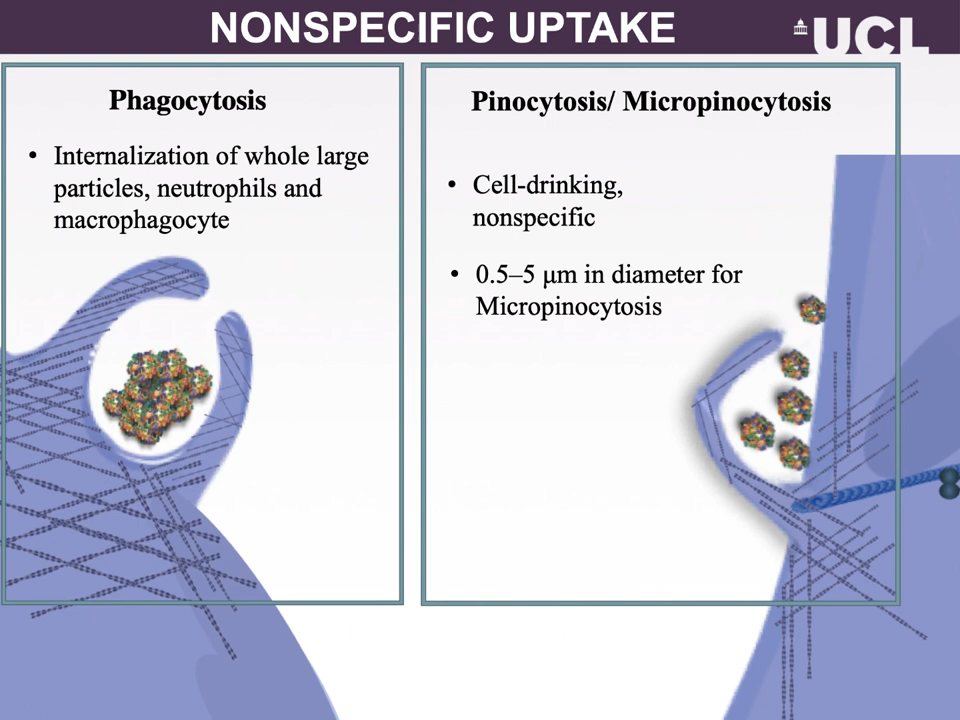 NONSPECIFIC UPTAKE
UCL
Phagocytosis
• Internalization of whole large
particles, neutrophils and
macrophagocyte
Pinocytosis/ Micropinocytosis
• Cell-drinking,
nonspecific
• 0.5–5 μm in diameter for
Micropinocytosis